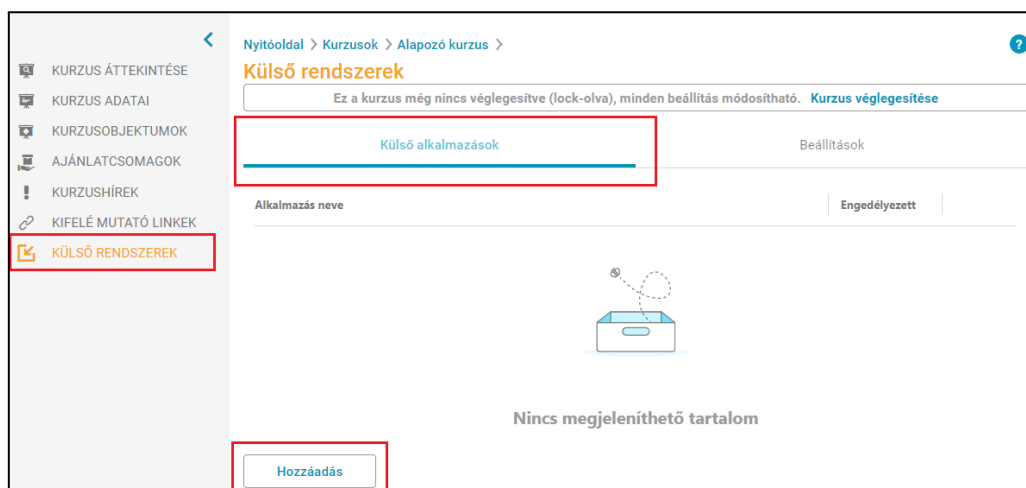 Nyitóoldal > Kurzusok > Alapozó kurzus >
?
KURZUS ÁTTEKINTÉSE
KURZUS ADATAI
KURZUSOBJEKTUMOK
AJÁNLATCSOMAGOK
KURZUSHÍREK
KIFELÉ MUTATÓ LINKEK
KÜLSŐ RENDSZEREK
Külső rendszerek
Ez a kurzus még nincs véglegesítve (lock-olva), minden beállítás módosítható. Kurzus véglegesítése
Külső alkalmazások
Beállítások
Alkalmazás neve
Engedélyezett
Nincs megjeleníthető tartalom
Hozzáadás